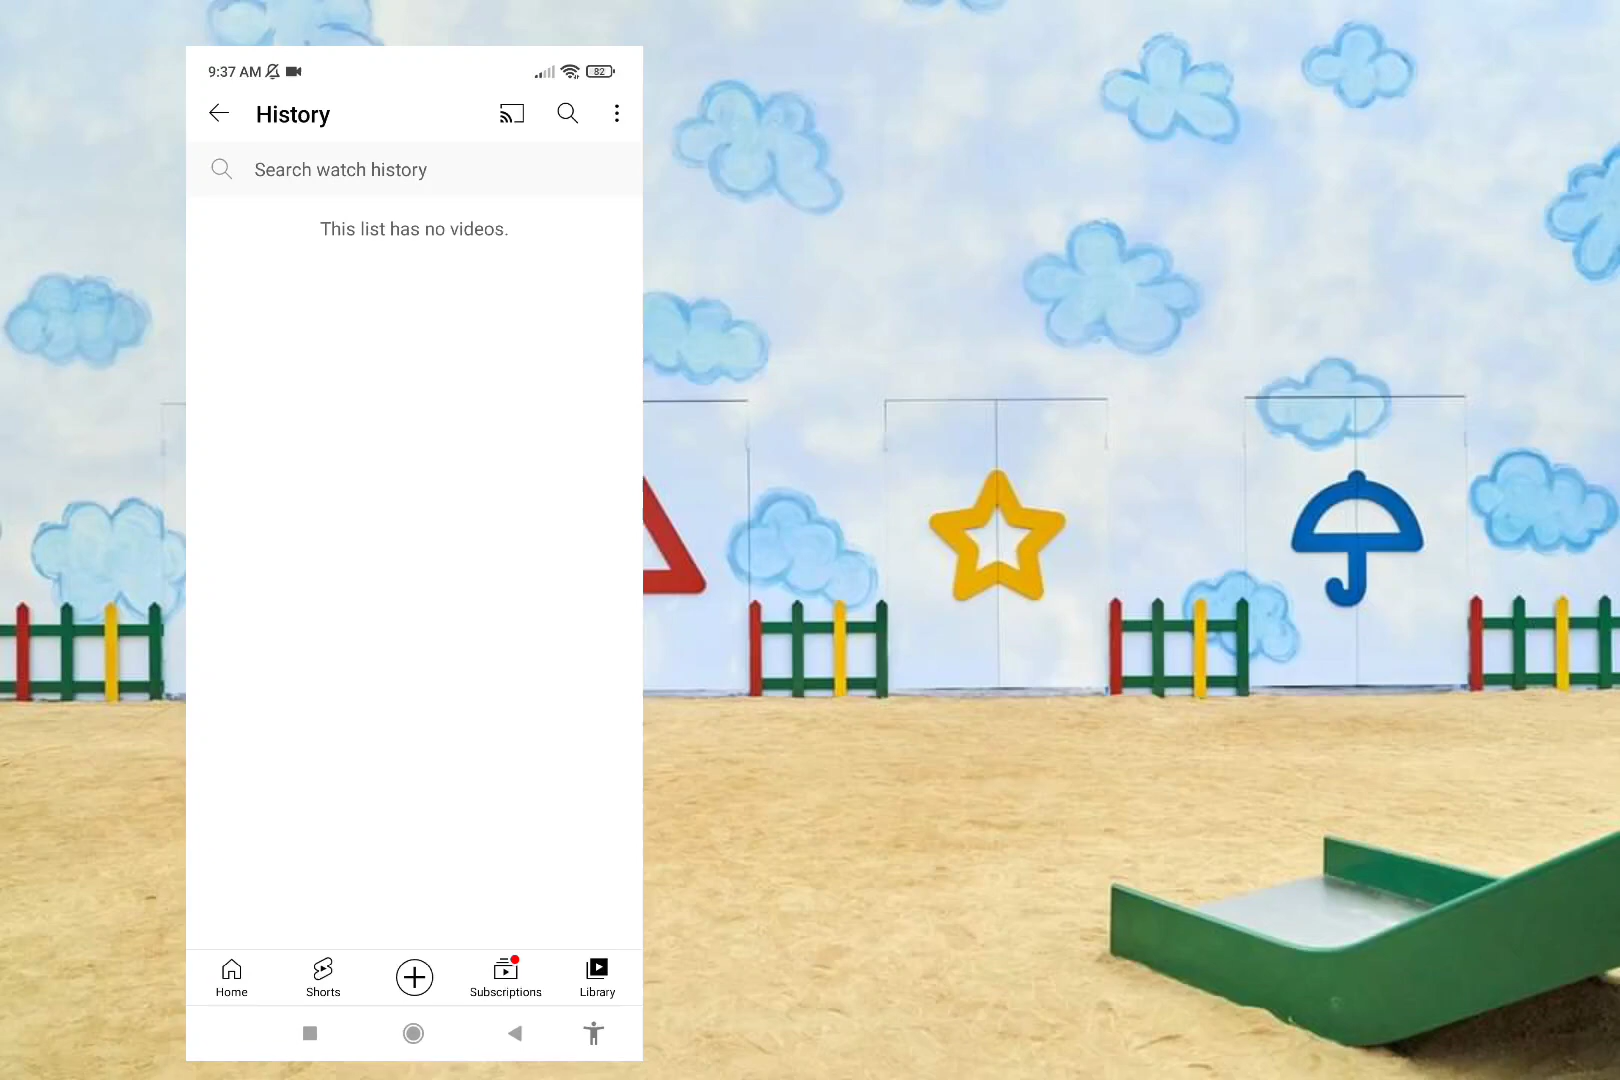 9:37 AM
82
History
Search watch history
This list has no videos.
Home
Shorts
Subscriptions
Library